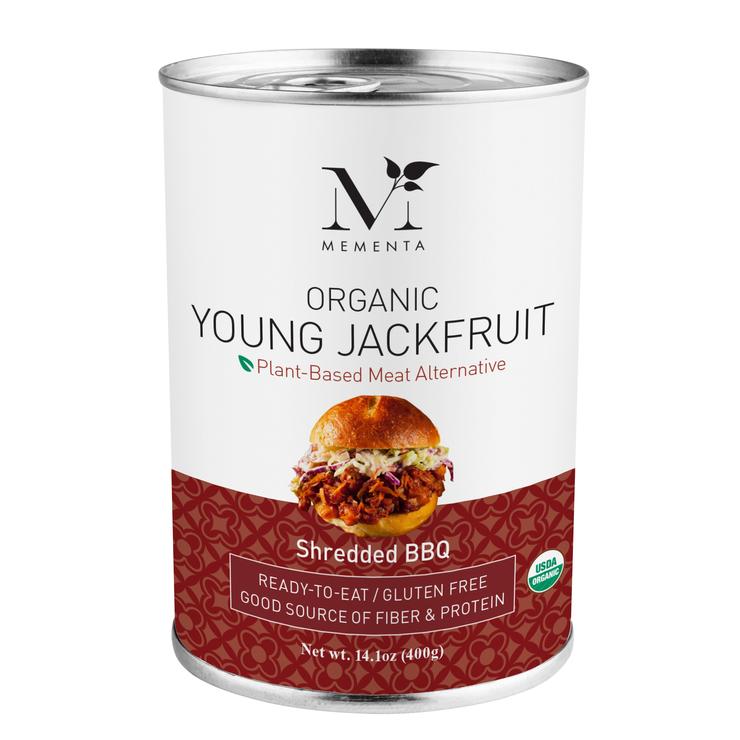 M
MEMENTA
ORGANIC
YOUNG JACKFRUIT
Plant-Based Meat Alternative
Shredded BBQ
READY-TO-EAT / GLUTEN FREE
GOOD SOURCE OF FIBER & PROTEIN
USDA
ORGANIC
Net wt. 14.1oz (400g)